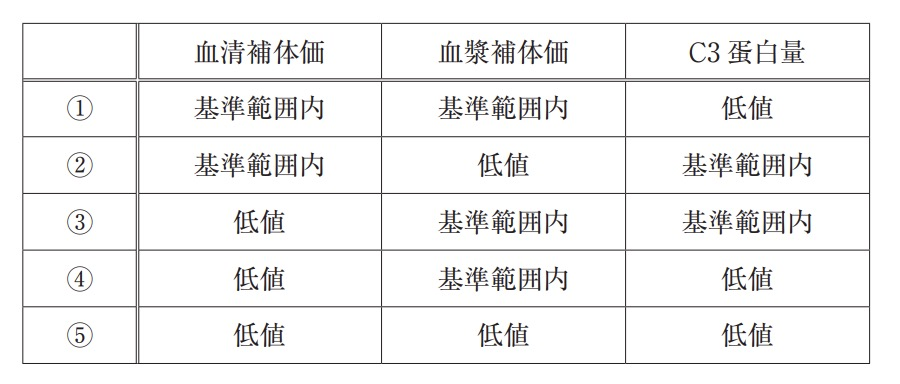 血清補体価 血漿補体価 C3 蛋白量
① 基準範囲内 基準範囲内 低値
② 基準範囲内 低値 基準範囲内
③ 低値 基準範囲内 基準範囲内
④ 低値 基準範囲内 低値
⑤ 低値 低値 低値